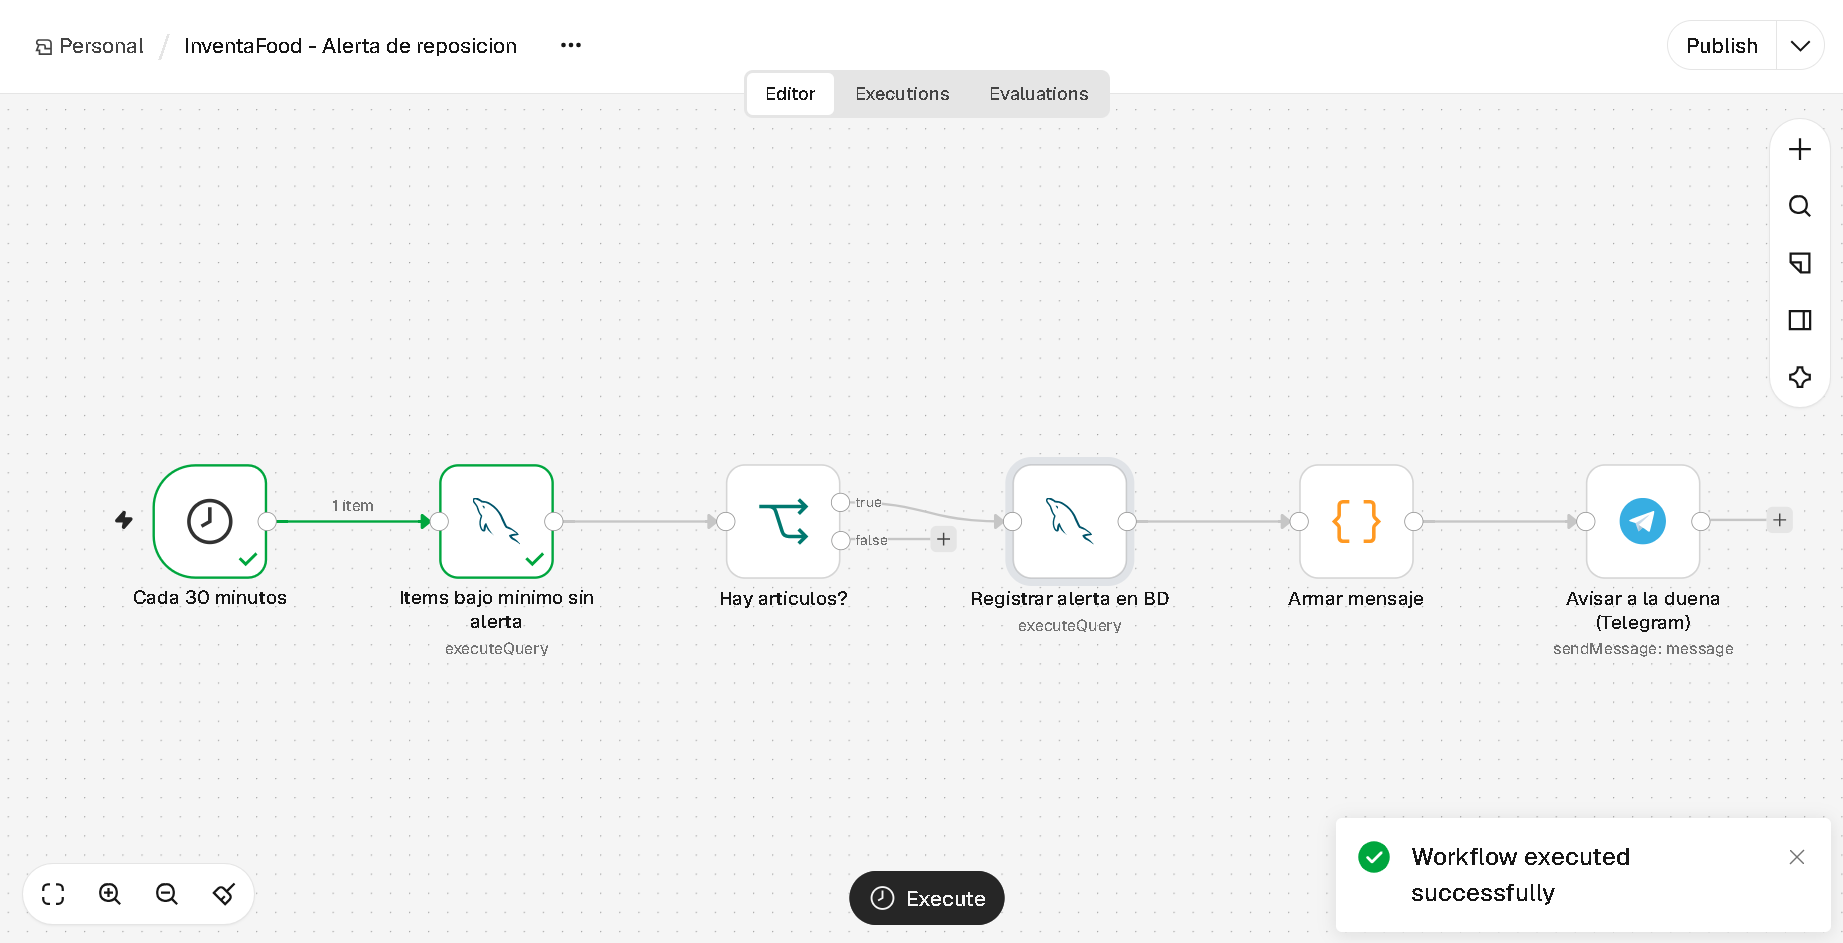 Personal / InventaFood - Alerta de reposicion ...
Publish
Editor Executions Evaluations
1 item
true
false
Cada 30 minutos
Items bajo minimo sin
alerta
executeQuery
Hay articulos?
Registrar alerta en BD
executeQuery
Armar mensaje
Avisar a la duena
(Telegram)
sendMessage: message
Execute
Workflow executed
successfully